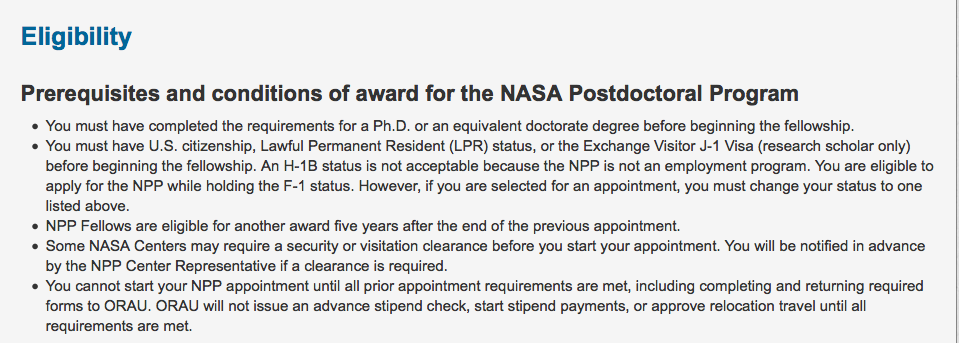 Eligibility
Prerequisites and conditions of award for the NASA Postdoctoral Program
• You must have completed the requirements for a Ph.D. or an equivalent doctorate degree before beginning the fellowship.
• You must have U.S. citizenship, Lawful Permanent Resident (LPR) status, or the Exchange Visitor J-1 Visa (research scholar only)
before beginning the fellowship. An H-1B status is not acceptable because the NPP is not an employment program. You are eligible to
apply for the NPP while holding the F-1 status. However, if you are selected for an appointment, you must change your status to one
listed above.
• NPP Fellows are eligible for another award five years after the end of the previous appointment.
• Some NASA Centers may require a security or visitation clearance before you start your appointment. You will be notified in advance
by the NPP Center Representative if a clearance is required.
• You cannot start your NPP appointment until all prior appointment requirements are met, including completing and returning required
forms to ORAU. ORAU will not issue an advance stipend check, start stipend payments, or approve relocation travel until all
requirements are met.